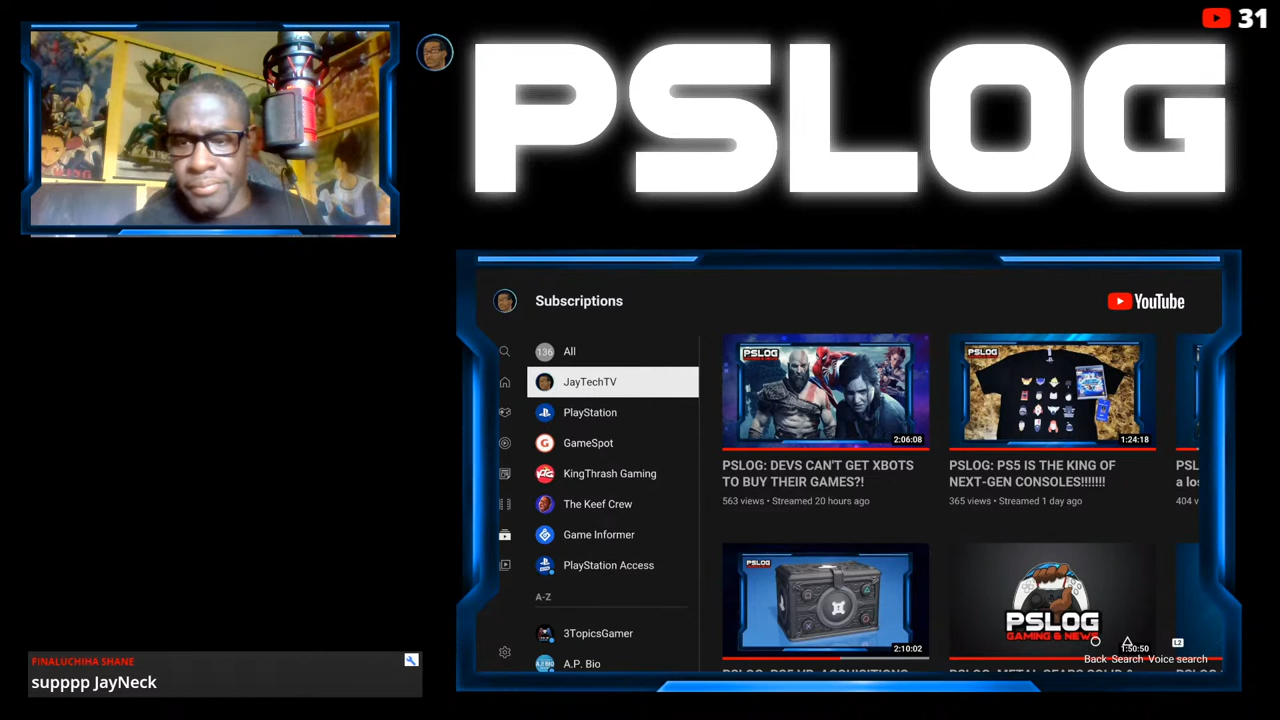 31
PSLOG
Subscriptions
YouTube
136 All
JayTechTV
PlayStation
GameSpot
KingThrash Gaming
The Keef Crew
Game Informer
PlayStation Access
A-Z
3TopicsGamer
A.P. Bio
PSLOG
2:06:08
PSLOG: DEVS CAN'T GET XBOTS
TO BUY THEIR GAMES?!
563 views • Streamed 20 hours ago
PSLOG
1:24:18
PSLOG: PS5 IS THE KING OF
NEXT-GEN CONSOLES!!!!!!!
365 views • Streamed 1 day ago
PSL
a los
404 v
PSLOG
2:10:02
PSLOG
GAMING & NEWS
1:50:50
L2
Back Search Voice search
FINALUCHIHA SHANE
supppp JayNeck